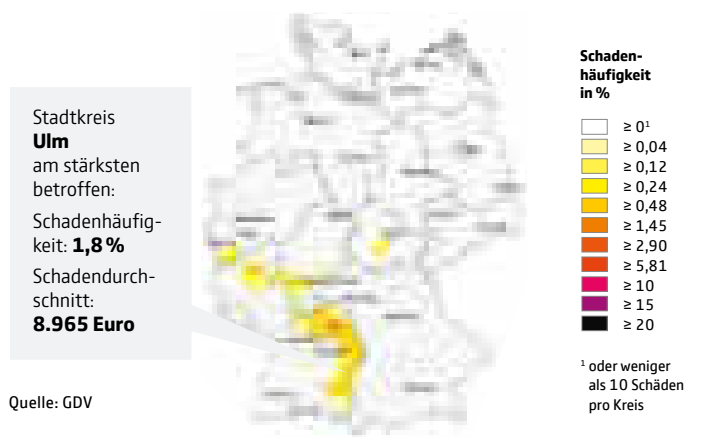 Stadtkreis
Ulm
am stärksten
betroffen:
Schadenhäufig-
keit: 1,8 %
Schadendurch-
schnitt:
8.965 Euro
Quelle: GDV
Schaden-
häufigkeit
in %
≥ 0¹
≥ 0,04
≥ 0,12
≥ 0,24
≥ 0,48
≥ 1,45
≥ 2,90
≥ 5,81
≥ 10
≥ 15
≥ 20
¹ oder weniger
als 10 Schäden
pro Kreis